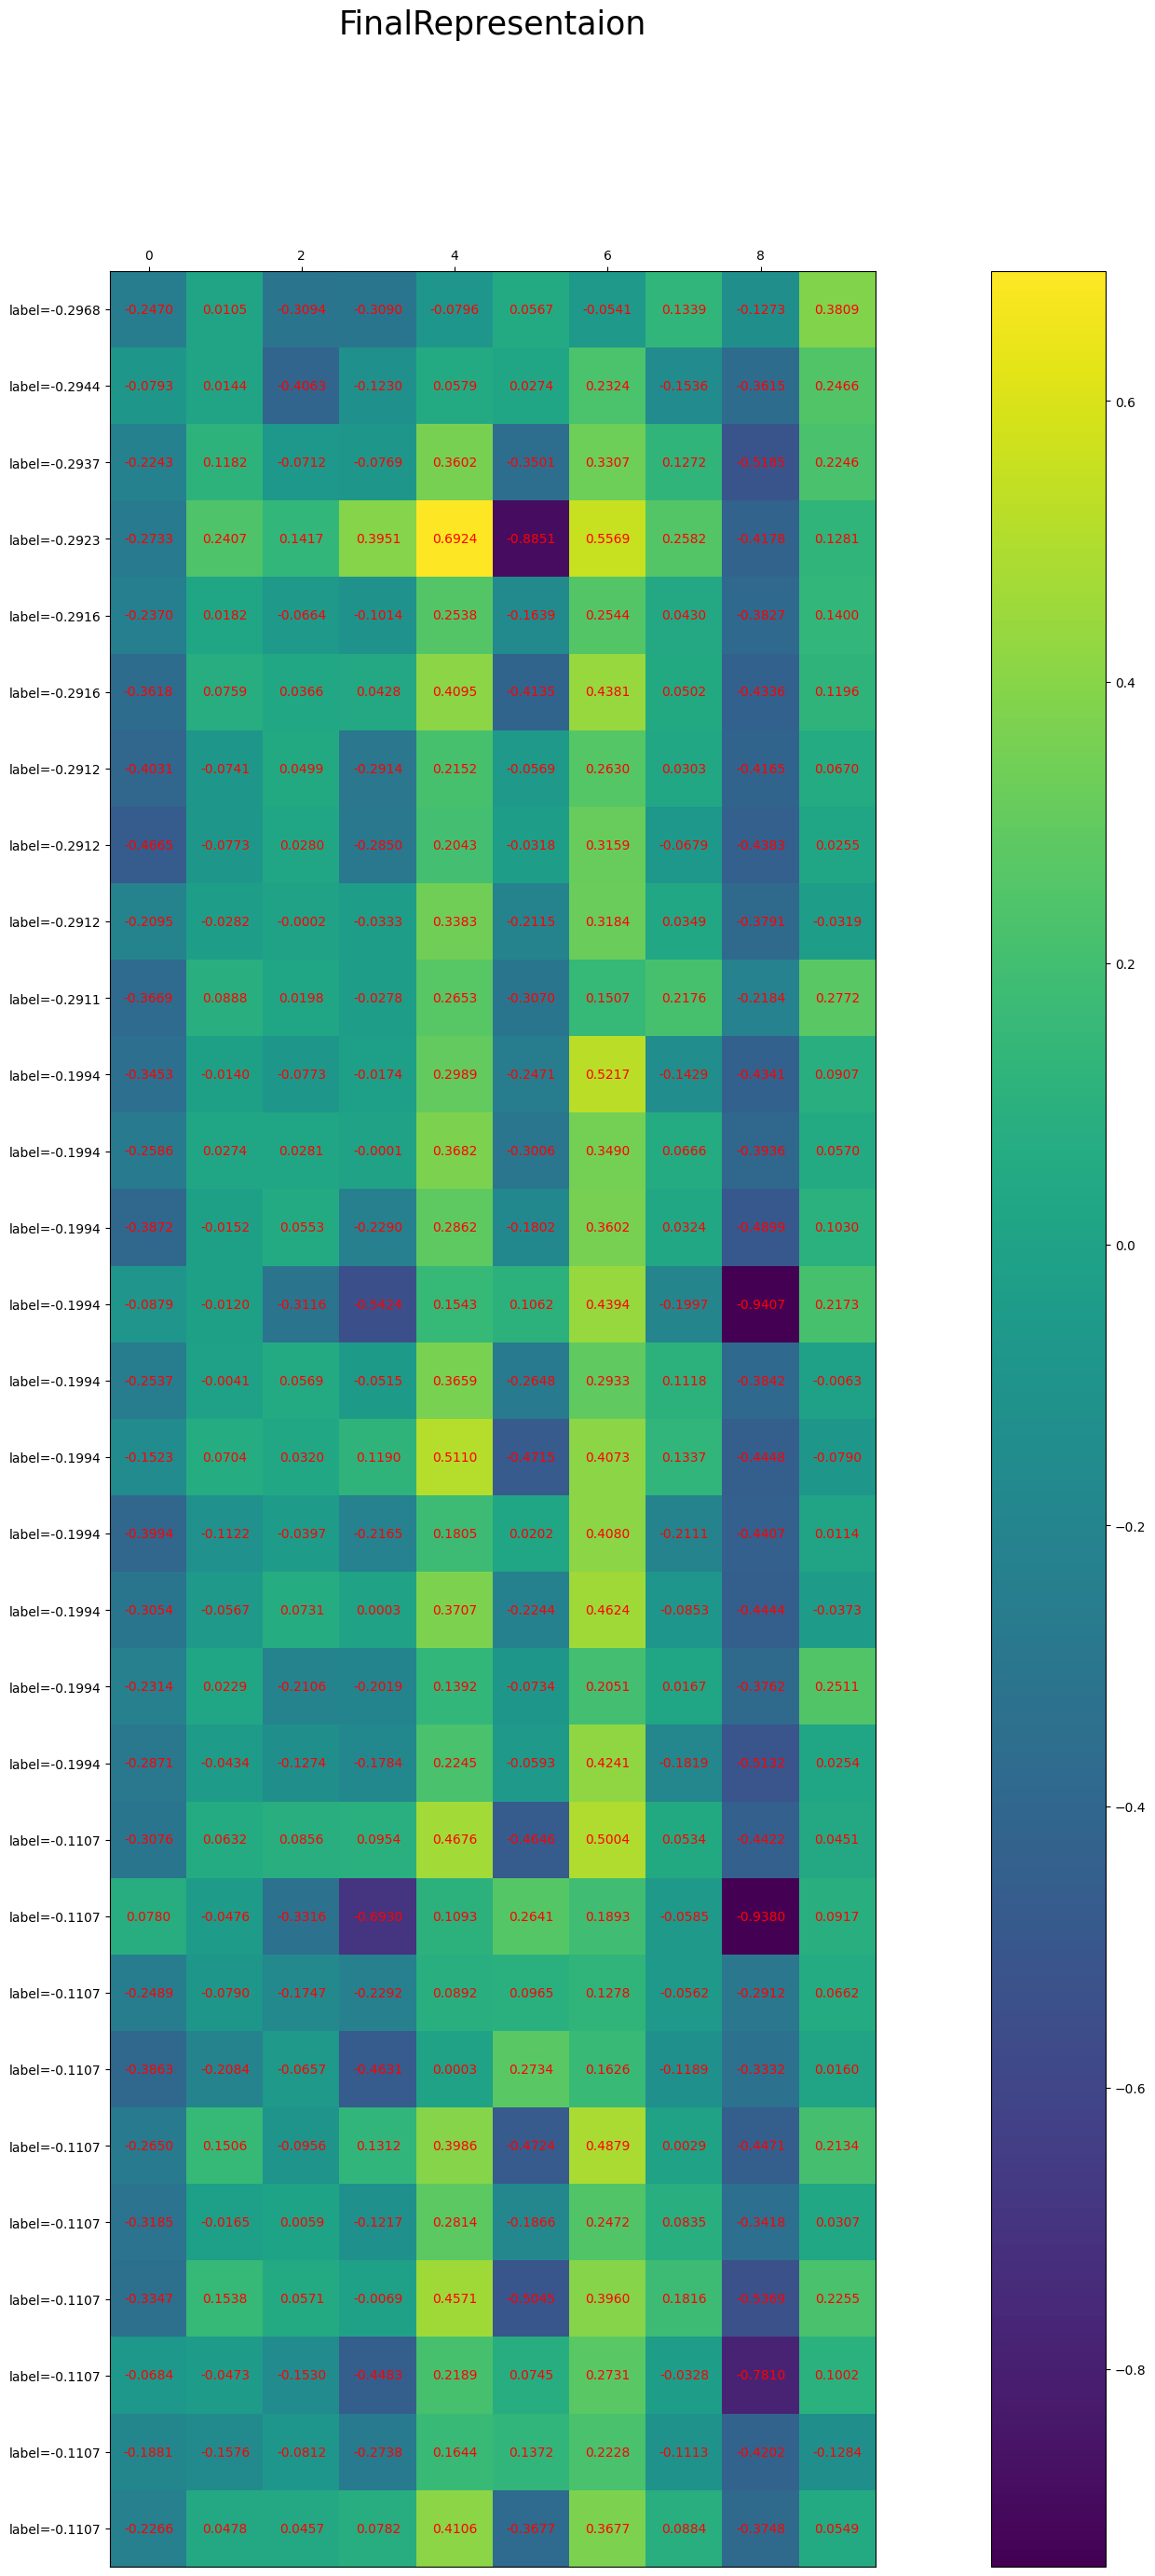 FinalRepresentaion
0 2 4 6 8
label=-0.2968 -0.2470 0.0105 -0.3094 -0.3090 -0.0796 0.0567 -0.0541 0.1339 -0.1273 0.3809
label=-0.2944 -0.0793 0.0144 -0.4063 -0.1230 0.0579 0.0274 0.2324 -0.1536 -0.3615 0.2466
0.6
label=-0.2937 -0.2243 0.1182 -0.0712 -0.0769 0.3602 -0.3501 0.3307 0.1272 -0.5185 0.2246
label=-0.2923 -0.2733 0.2407 0.1417 0.3951 0.6924 -0.8851 0.5569 0.2582 -0.4178 0.1281
label=-0.2916 -0.2370 0.0182 -0.0664 -0.1014 0.2538 -0.1639 0.2544 0.0430 -0.3827 0.1400
0.4
label=-0.2916 -0.3618 0.0759 0.0366 0.0428 0.4095 -0.4135 0.4381 0.0502 -0.4336 0.1196
label=-0.2912 -0.4031 -0.0741 0.0499 -0.2914 0.2152 -0.0569 0.2630 0.0303 -0.4165 0.0670
label=-0.2912 -0.4665 -0.0773 0.0280 -0.2850 0.2043 -0.0318 0.3159 -0.0679 -0.4383 0.0255
label=-0.2912 -0.2095 -0.0282 -0.0002 -0.0333 0.3383 -0.2115 0.3184 0.0349 -0.3791 -0.0319
0.2
label=-0.2911 -0.3669 0.0888 0.0198 -0.0278 0.2653 -0.3070 0.1507 0.2176 -0.2184 0.2772
label=-0.1994 -0.3453 -0.0140 -0.0773 -0.0174 0.2989 -0.2471 0.5217 -0.1429 -0.4341 0.0907
label=-0.1994 -0.2586 0.0274 0.0281 -0.0001 0.3682 -0.3006 0.3490 0.0666 -0.3936 0.0570
label=-0.1994 -0.3872 -0.0152 0.0553 -0.2290 0.2862 -0.1802 0.3602 0.0324 -0.4899 0.1030
0.0
label=-0.1994 -0.0879 -0.0120 -0.3116 -0.5424 0.1543 0.1062 0.4394 -0.1997 -0.9407 0.2173
label=-0.1994 -0.2537 -0.0041 0.0569 -0.0515 0.3659 -0.2648 0.2933 0.1118 -0.3842 -0.0063
label=-0.1994 -0.1523 0.0704 0.0320 0.1190 0.5110 -0.4715 0.4073 0.1337 -0.4448 -0.0790
−0.2
label=-0.1994 -0.3994 -0.1122 -0.0397 -0.2165 0.1805 0.0202 0.4080 -0.2111 -0.4407 0.0114
label=-0.1994 -0.3054 -0.0567 0.0731 0.0003 0.3707 -0.2244 0.4624 -0.0853 -0.4444 -0.0373
label=-0.1994 -0.2314 0.0229 -0.2106 -0.2019 0.1392 -0.0734 0.2051 0.0167 -0.3762 0.2511
label=-0.1994 -0.2871 -0.0434 -0.1274 -0.1784 0.2245 -0.0593 0.4241 -0.1819 -0.5132 0.0254
−0.4
label=-0.1107 -0.3076 0.0632 0.0856 0.0954 0.4676 -0.4646 0.5004 0.0534 -0.4422 0.0451
label=-0.1107 0.0780 -0.0476 -0.3316 -0.6930 0.1093 0.2641 0.1893 -0.0585 -0.9380 0.0917
label=-0.1107 -0.2489 -0.0790 -0.1747 -0.2292 0.0892 0.0965 0.1278 -0.0562 -0.2912 0.0662
label=-0.1107 -0.3863 -0.2084 -0.0657 -0.4631 0.0003 0.2734 0.1626 -0.1189 -0.3332 0.0160
−0.6
label=-0.1107 -0.2650 0.1506 -0.0956 0.1312 0.3986 -0.4724 0.4879 0.0029 -0.4471 0.2134
label=-0.1107 -0.3185 -0.0165 0.0059 -0.1217 0.2814 -0.1866 0.2472 0.0835 -0.3418 0.0307
label=-0.1107 -0.3347 0.1538 0.0571 -0.0069 0.4571 -0.5045 0.3960 0.1816 0.2255
−0.8
label=-0.1107 -0.0684 -0.0473 -0.1530 -0.4483 0.2189 0.0745 0.2731 -0.0328 -0.7810 0.1002
label=-0.1107 -0.1881 -0.1576 -0.0812 -0.2738 0.1644 0.1372 0.2228 -0.1113 -0.4202 -0.1284
label=-0.1107 -0.2266 0.0478 0.0457 0.0782 0.4106 -0.3677 0.3677 0.0884 -0.3748 0.0549